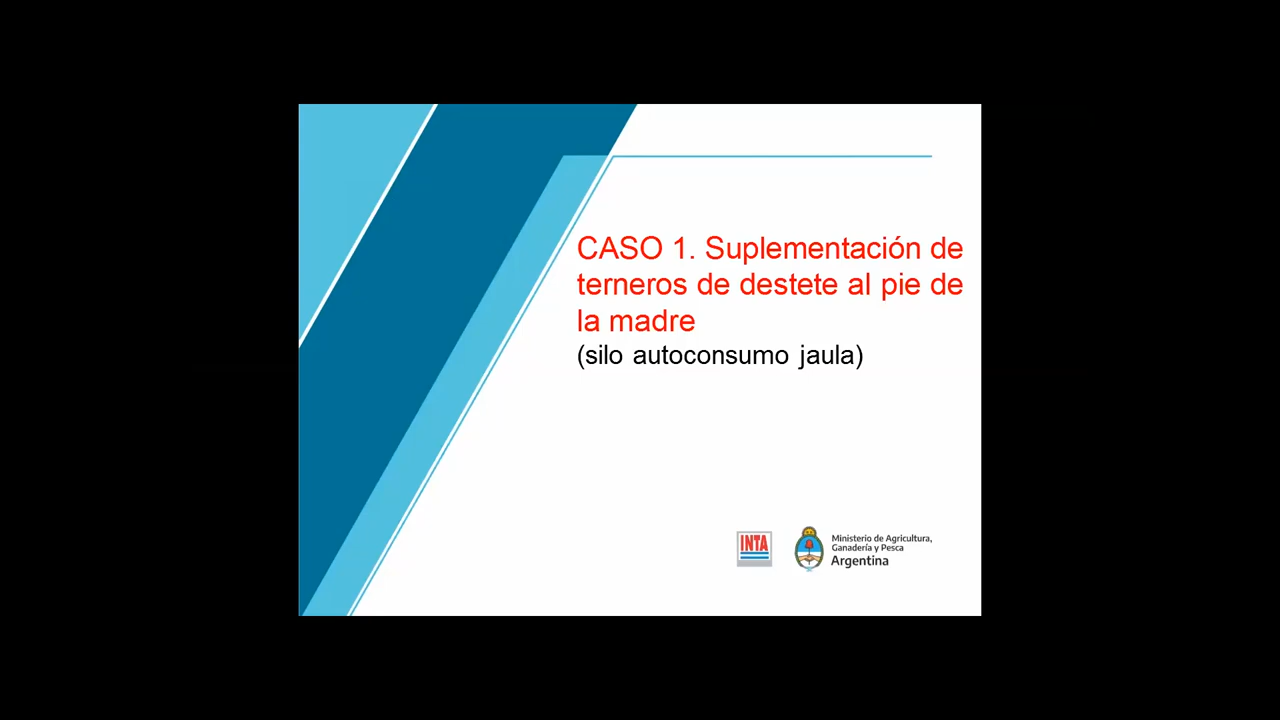 CASO 1. Suplementación de
terneros de destete al pie de
la madre
(silo autoconsumo jaula)
INTA
Ministerio de Agricultura,
Ganadería y Pesca
Argentina